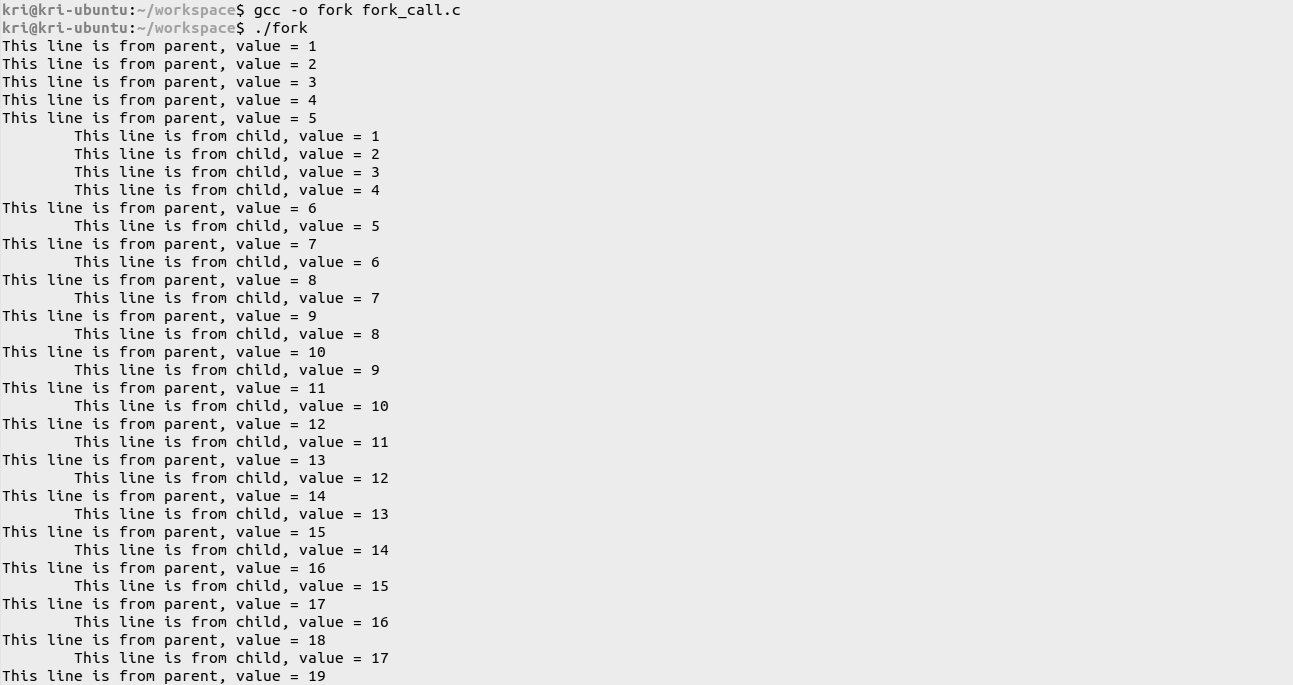 kri@kri-ubuntu:~/workspace$ gcc -o fork fork_call.c
kri@kri-ubuntu:~/workspace$ ./fork
This line is from parent, value = 1
This line is from parent, value = 2
This line is from parent, value = 3
This line is from parent, value = 4
This line is from parent, value = 5
        This line is from child, value = 1
        This line is from child, value = 2
        This line is from child, value = 3
        This line is from child, value = 4
This line is from parent, value = 6
        This line is from child, value = 5
This line is from parent, value = 7
        This line is from child, value = 6
This line is from parent, value = 8
        This line is from child, value = 7
This line is from parent, value = 9
        This line is from child, value = 8
This line is from parent, value = 10
        This line is from child, value = 9
This line is from parent, value = 11
        This line is from child, value = 10
This line is from parent, value = 12
        This line is from child, value = 11
This line is from parent, value = 13
        This line is from child, value = 12
This line is from parent, value = 14
        This line is from child, value = 13
This line is from parent, value = 15
        This line is from child, value = 14
This line is from parent, value = 16
        This line is from child, value = 15
This line is from parent, value = 17
        This line is from child, value = 16
This line is from parent, value = 18
        This line is from child, value = 17
This line is from parent, value = 19